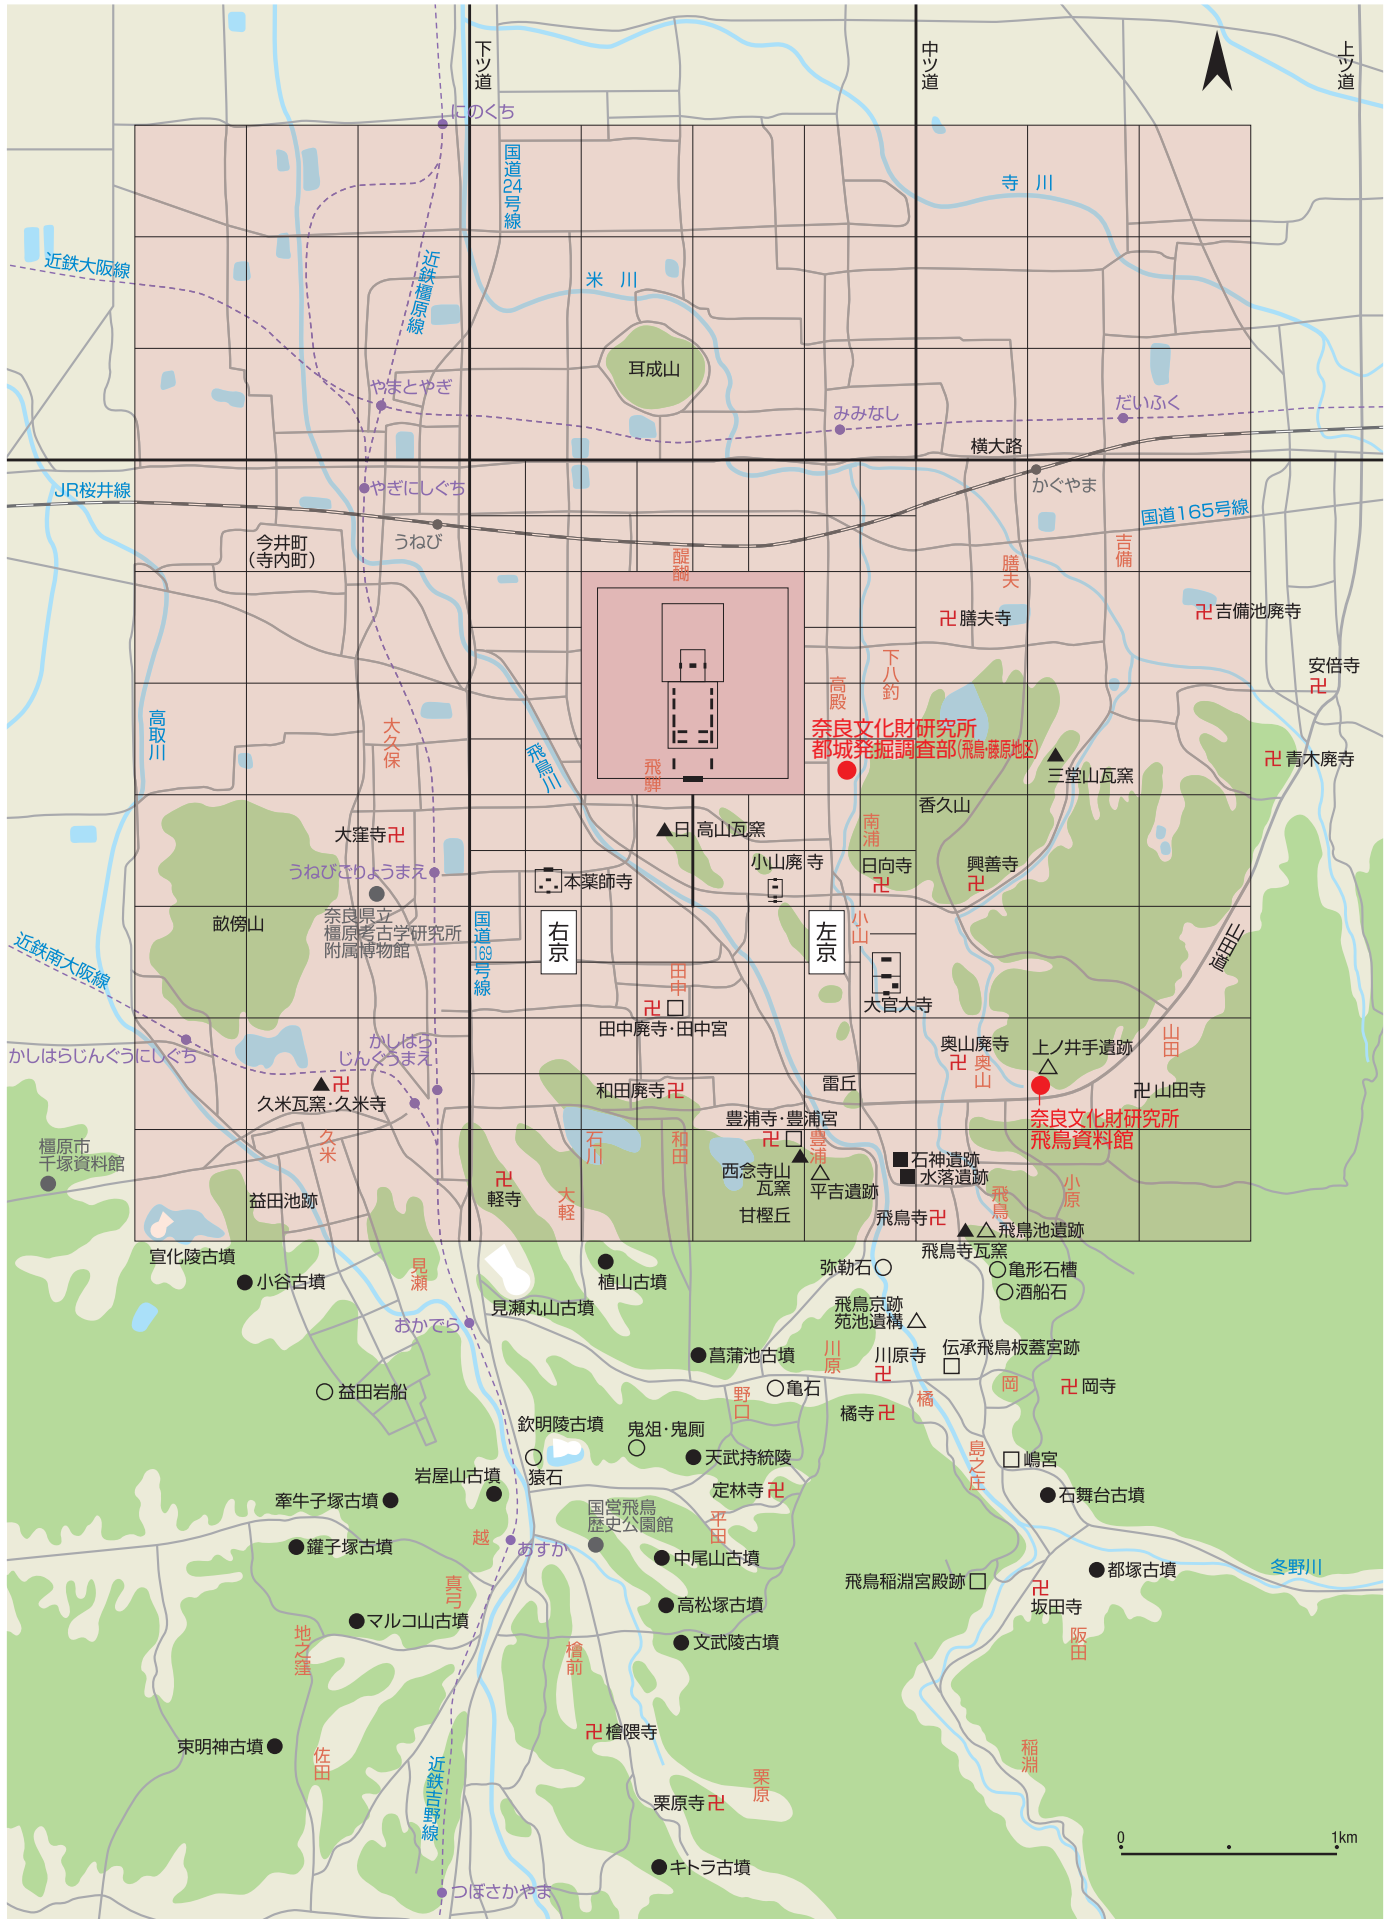 下ツ道
中ツ道
上ツ道
にのくち
国道24号線
寺 川
近鉄大阪線
近鉄橿原線
米 川
耳成山
やまとやぎ
みみなし
だいふく
横大路
かぐやま
JR桜井線
やぎにしぐち
国道165号線
うねび
今井町
（寺内町）
醍醐
膳夫
吉備
卍膳夫寺
卍吉備池廃寺
安倍寺
卍
下八釣
高殿
高取川
大久保
飛鳥川
飛騨
奈良文化財研究所
都城発掘調査部(飛鳥・藤原地区)
三堂山瓦窯
卍青木廃寺
香久山
大窪寺卍
日高山瓦窯
南浦
小山廃寺
日向寺
卍
興善寺
卍
うねびごりょうまえ
本薬師寺
奈良県立
橿原考古学研究所
附属博物館
畝傍山
国道169号線
右京
左京
小山
山田道
近鉄南大阪線
田中
大官大寺
卍
田中廃寺・田中宮
かしはらじんぐうにしぐち
かしはら
じんぐうまえ
奥山廃寺
卍
奥山
上ノ井手遺跡
山田
卍
久米瓦窯・久米寺
和田廃寺卍
雷丘
卍山田寺
奈良文化財研究所
飛鳥資料館
豊浦寺・豊浦宮
卍
豊浦
橿原市
千塚資料館
久米
石川
和田
西念寺山
瓦窯
平吉遺跡
石神遺跡
水落遺跡
卍
軽寺
大軽
小原
飛鳥
益田池跡
甘樫丘
飛鳥寺卍
飛鳥池遺跡
飛鳥寺瓦窯
宣化陵古墳
小谷古墳
見瀬
植山古墳
弥勒石
亀形石槽
酒船石
見瀬丸山古墳
飛鳥京跡
苑池遺構
おかでら
菖蒲池古墳
川原
川原寺
卍
伝承飛鳥板蓋宮跡
益田岩船
野口
亀石
橘
岡
卍岡寺
橘寺卍
欽明陵古墳
鬼俎・鬼厠
猿石
天武持統陵
島之庄
嶋宮
岩屋山古墳
牽牛子塚古墳
定林寺卍
石舞台古墳
国営飛鳥
歴史公園館
平田
越
鑵子塚古墳
おすか
中尾山古墳
都塚古墳
冬野川
飛鳥稲淵宮殿跡
卍
坂田寺
真弓
高松塚古墳
マルコ山古墳
地之窪
檜前
文武陵古墳
阪田
卍檜隈寺
束明神古墳
佐田
稲淵
近鉄吉野線
栗原
栗原寺卍
0
1km
キトラ古墳
つぼさかやま